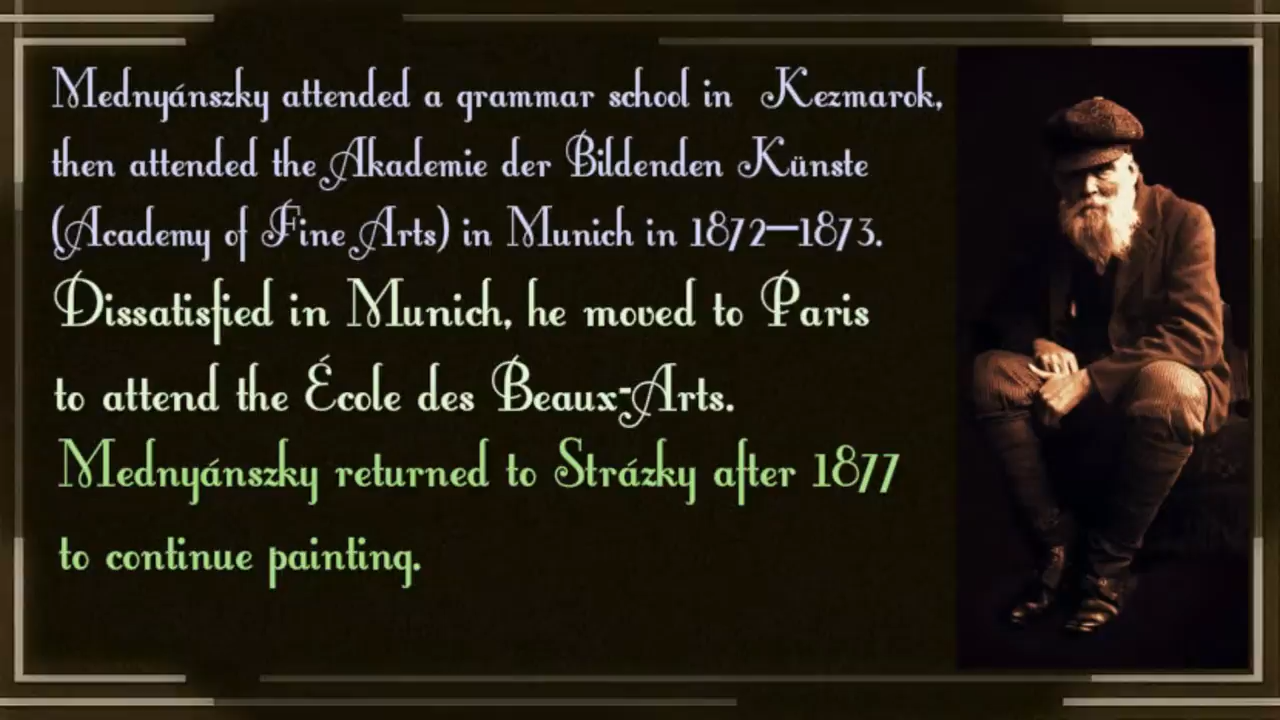 Mednyánszky attended a grammar school in Kezmarok,
then attended the Akademie der Bildenden Künste
(Academy of Fine Arts) in Munich in 1872–1873.
Dissatisfied in Munich, he moved to Paris
to attend the École des Beaux-Arts.
Mednyánszky returned to Strázky after 1877
to continue painting.